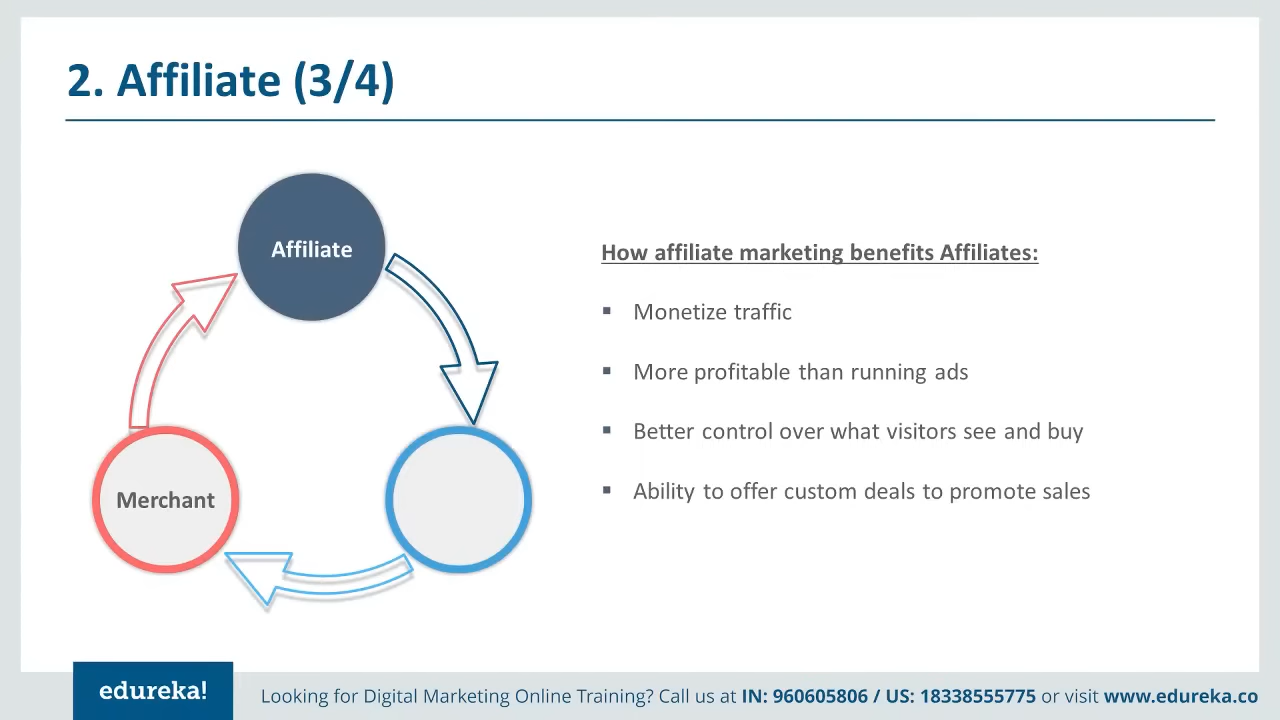 2. Affiliate (3/4)
Affiliate
Merchant
How affiliate marketing benefits Affiliates:
▪ Monetize traffic
▪ More profitable than running ads
▪ Better control over what visitors see and buy
▪ Ability to offer custom deals to promote sales
edureka!
Looking for Digital Marketing Online Training? Call us at IN: 960605806 / US: 18338555775 or visit www.edureka.co